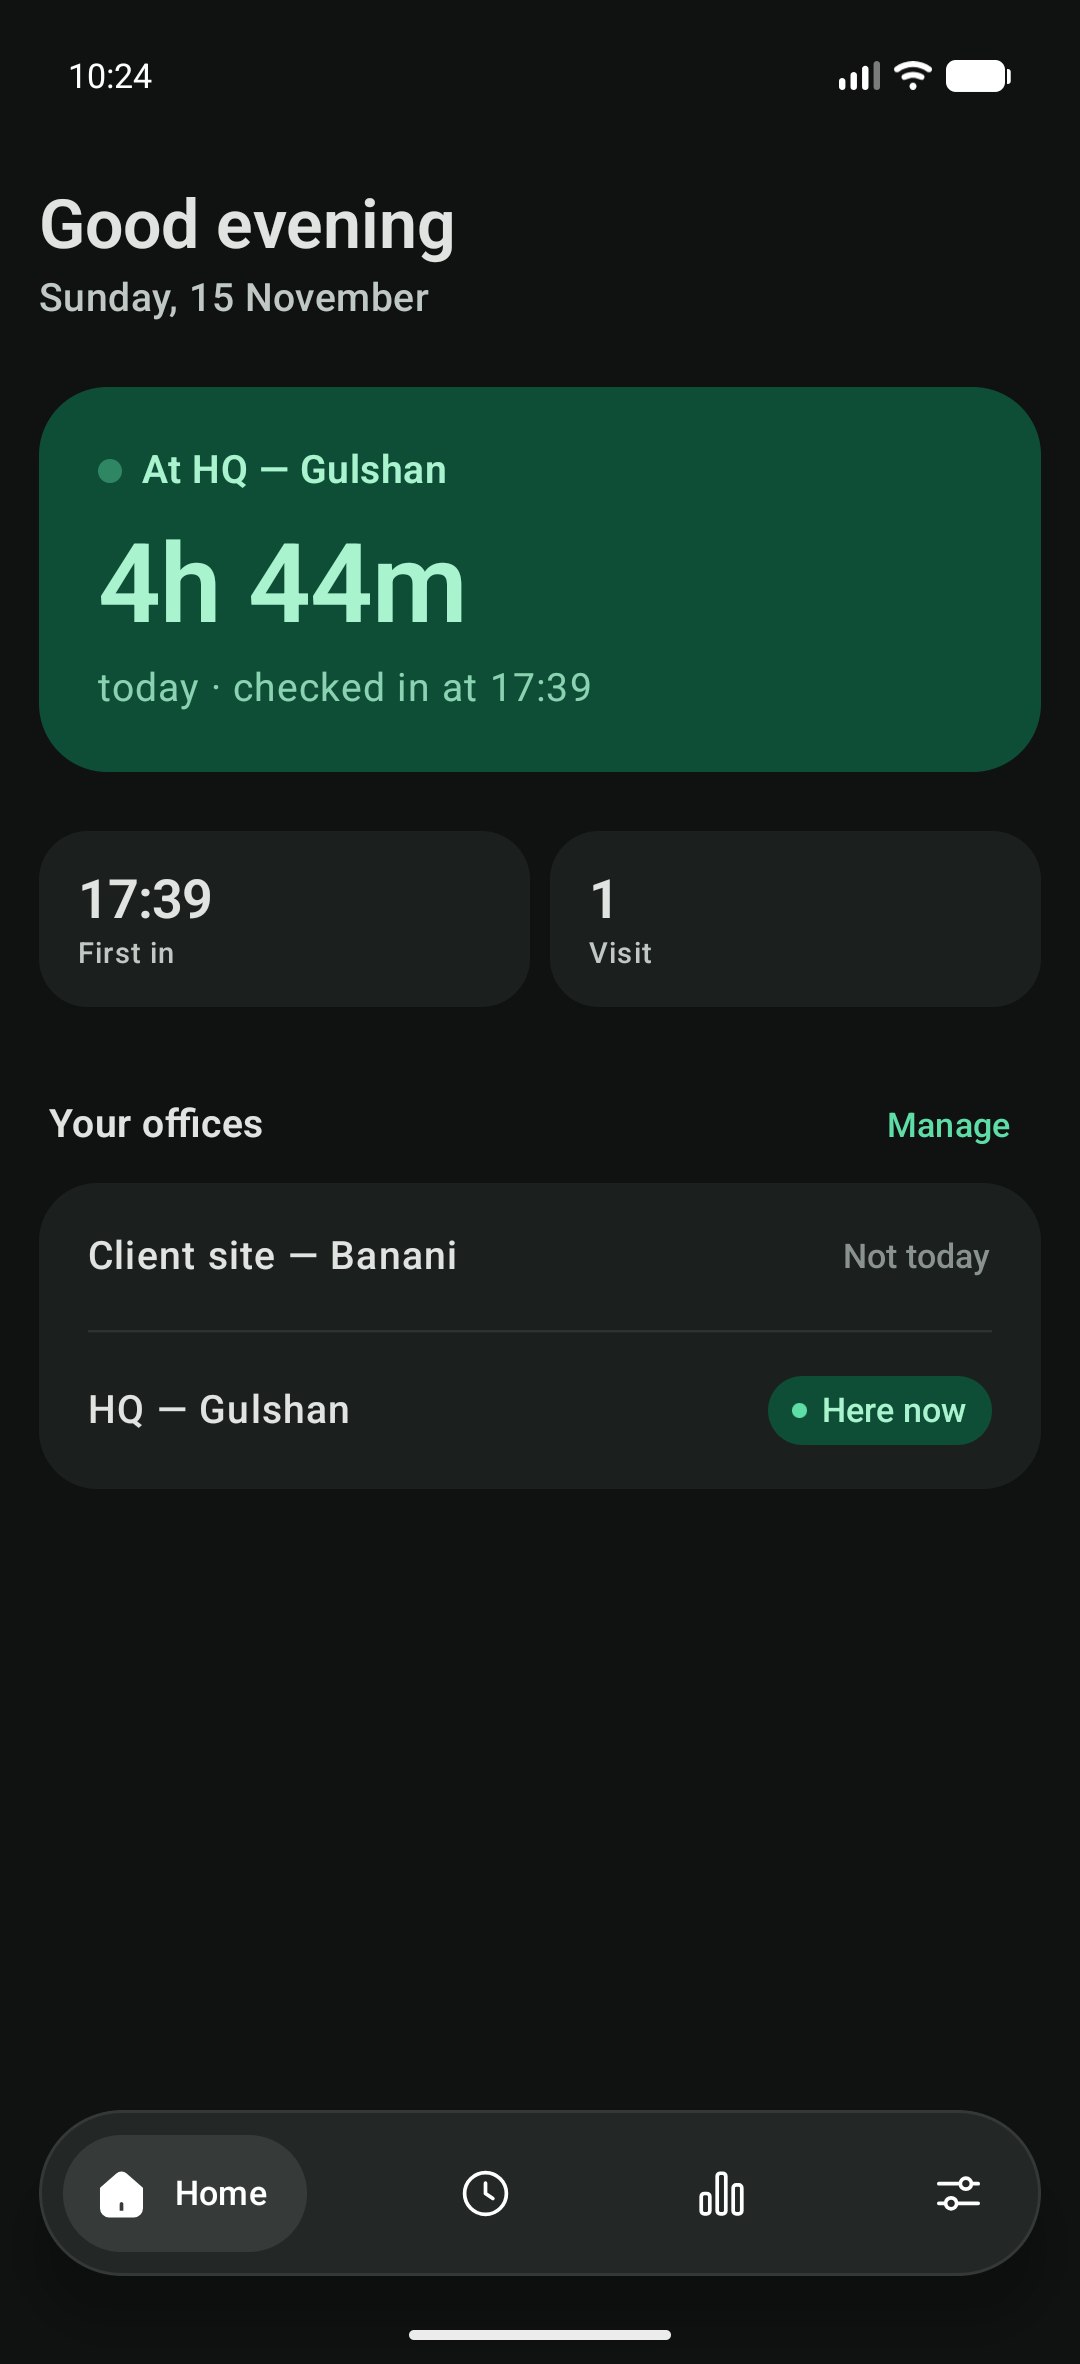 10:24
Good evening
Sunday, 15 November
At HQ — Gulshan
4h 44m
today · checked in at 17:39
17:39
First in
1
Visit
Your offices
Manage
Client site — Banani
Not today
HQ — Gulshan
Here now
Home